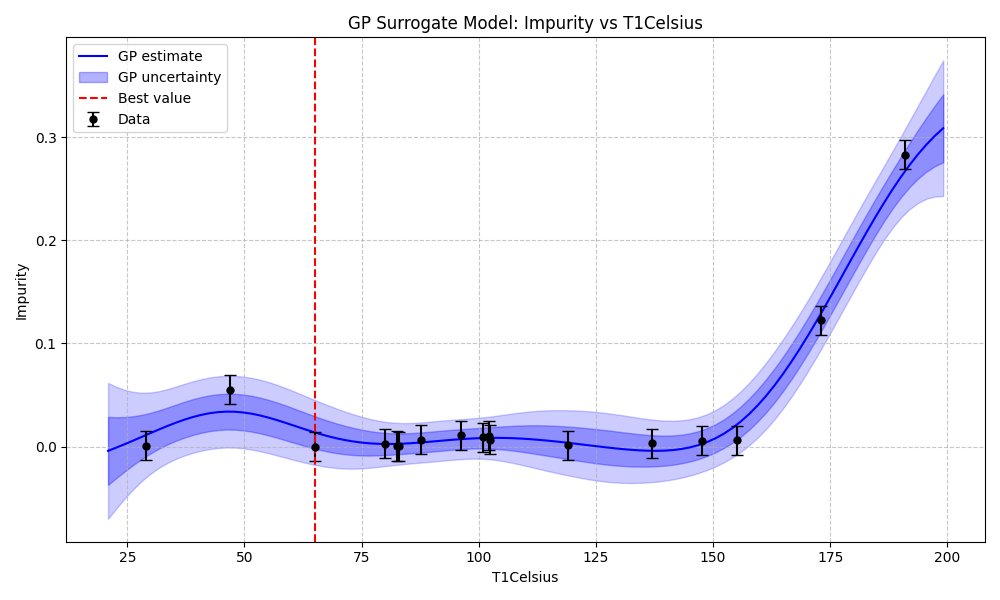 GP Surrogate Model: Impurity vs T1Celsius
GP estimate
GP uncertainty
Best value
Data
Impurity
0.3
0.2
0.1
0.0
25
50
75
100
125
150
175
200
T1Celsius